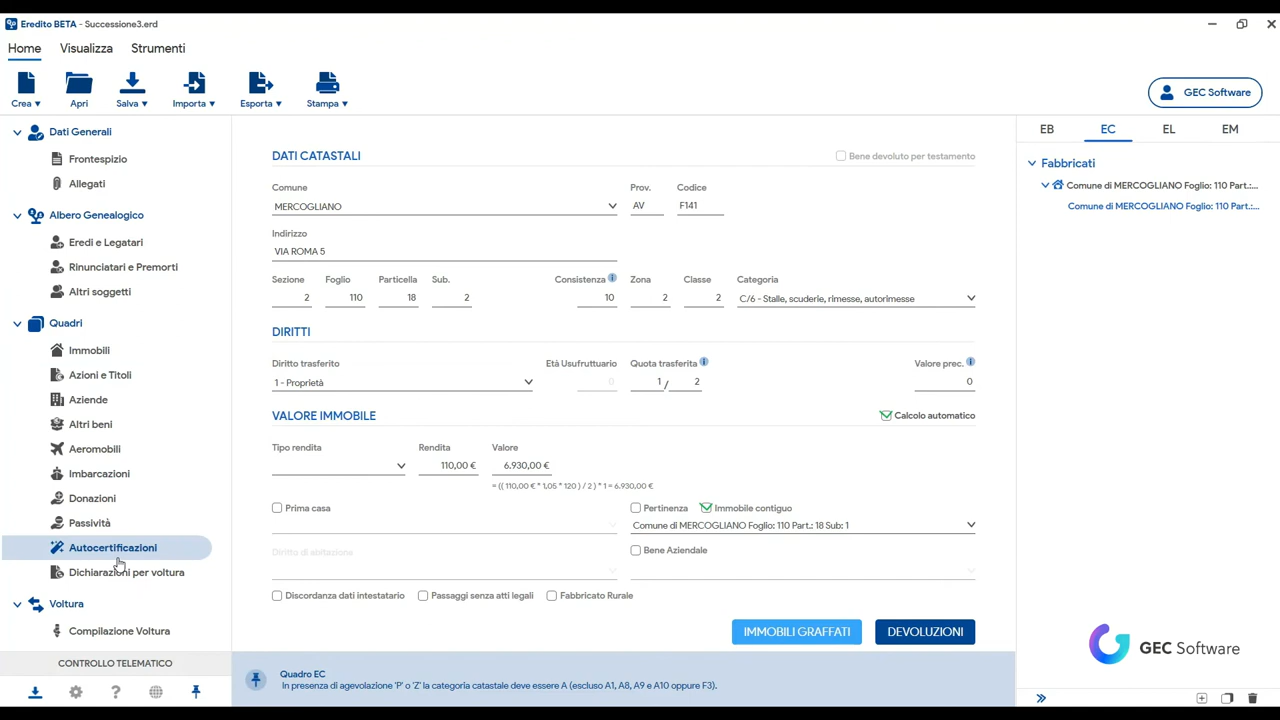 Eredito BETA - Successione3.erd
Home Visualizza Strumenti
Crea Apri Salva Importa Esporta Stampa
GEC Software
Dati Generali
Frontespizio
Allegati
Albero Genealogico
Eredi e Legatari
Rinunciatari e Premorti
Altri soggetti
Quadri
Immobili
Azioni e Titoli
Aziende
Altri beni
Aeromobili
Imbarcazioni
Donazioni
Passività
Autocertificazioni
Dichiarazioni per voltura
Voltura
Compilazione Voltura
CONTROLLO TELEMATICO
DATI CATASTALI
Bene devoluto per testamento
Comune Prov. Codice
MERCOGLIANO AV F141
Indirizzo
VIA ROMA 5
Sezione Foglio Particella Sub. Consistenza Zona Classe Categoria
2 110 18 2 10 2 2 C/6 - Stalle, scuderie, rimesse, autorimesse
DIRITTI
Diritto trasferito Età Usufruttuario Quota trasferita Valore prec.
1 - Proprietà 0 1 / 2 0
VALORE IMMOBILE
Calcolo automatico
Tipo rendita Rendita Valore
110,00 € 6.930,00 €
= (( 110,00 € * 1,05 * 120 ) / 2 ) * 1 = 6.930,00 €
Prima casa Pertinenza Immobile contiguo
Comune di MERCOGLIANO Foglio: 110 Part.: 18 Sub: 1
Diritto di abitazione Bene Aziendale
Discordanza dati intestatario Passaggi senza atti legali Fabbricato Rurale
IMMOBILI GRAFFATI DEVOLUZIONI
Quadro EC
In presenza di agevolazione 'P' o 'Z' la categoria catastale deve essere A (escluso A1, A8, A9 e A10 oppure F3).
EB EC EL EM
Fabbricati
Comune di MERCOGLIANO Foglio: 110 Part.:...
Comune di MERCOGLIANO Foglio: 110 Part.:...
GEC Software